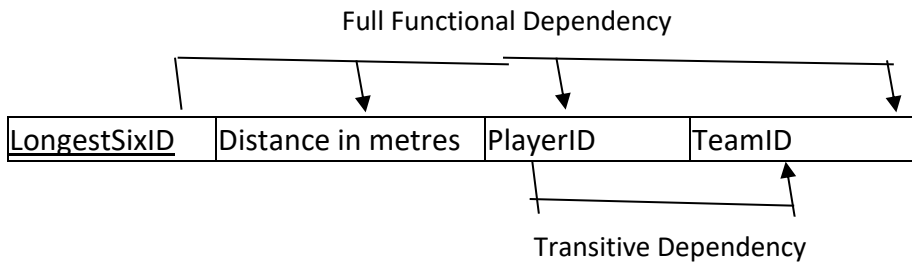 Full Functional Dependency
LongestSixID Distance in metres PlayerID TeamID
Transitive Dependency